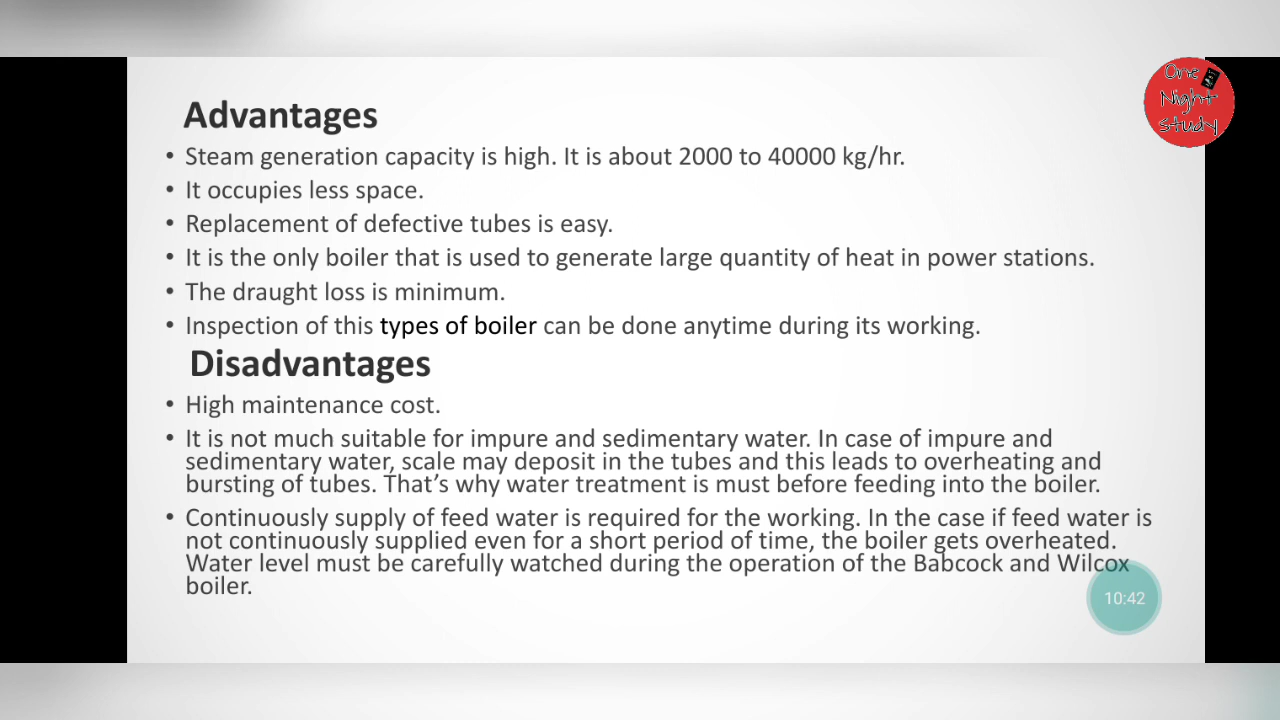 One
Night
Study
Advantages
• Steam generation capacity is high. It is about 2000 to 40000 kg/hr.
• It occupies less space.
• Replacement of defective tubes is easy.
• It is the only boiler that is used to generate large quantity of heat in power stations.
• The draught loss is minimum.
• Inspection of this types of boiler can be done anytime during its working.
Disadvantages
• High maintenance cost.
• It is not much suitable for impure and sedimentary water. In case of impure and
sedimentary water, scale may deposit in the tubes and this leads to overheating and
bursting of tubes. That’s why water treatment is must before feeding into the boiler.
• Continuously supply of feed water is required for the working. In the case if feed water is
not continuously supplied even for a short period of time, the boiler gets overheated.
Water level must be carefully watched during the operation of the Babcock and Wilcox
boiler.
10:42